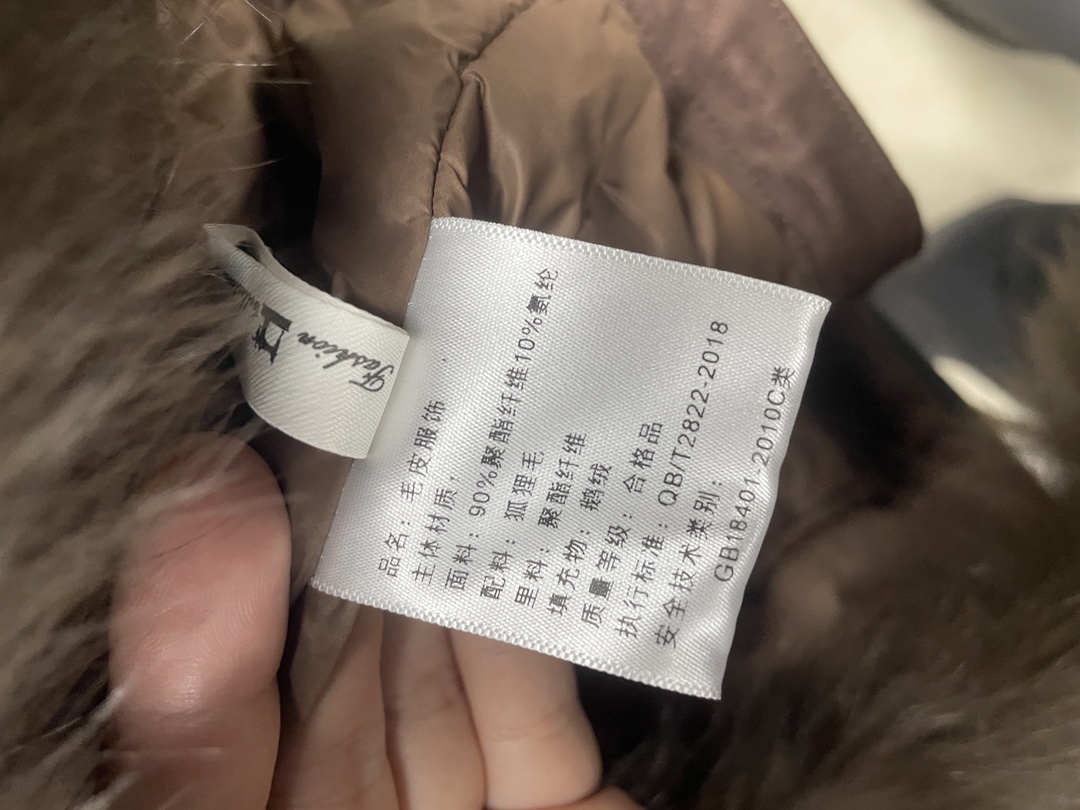 品名：毛皮服饰
主体材质，
面料：90%聚酯纤维10%氨纶
配料：狐狸毛
里料：聚酯纤维
填充物：鹅绒
质量等级：合格品
执行标准：QB/T2822-2018
安全技术类别：
GB18401-2010C类
Fashion